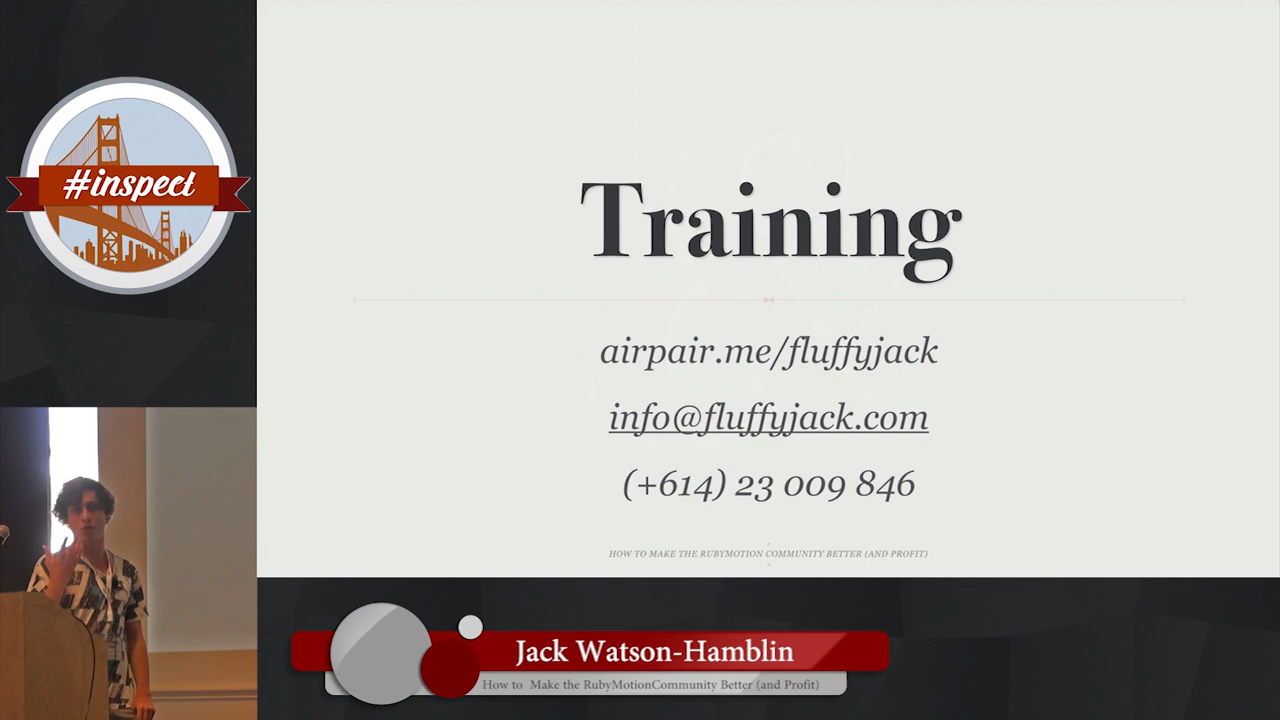 #inspect
Training
airpair.me/fluffyjack
info@fluffyjack.com
(+614) 23 009 846
HOW TO MAKE THE RUBYMOTION COMMUNITY BETTER (AND PROFIT)
Jack Watson-Hamblin
How to Make the RubyMotionCommunity Better (and Profit)